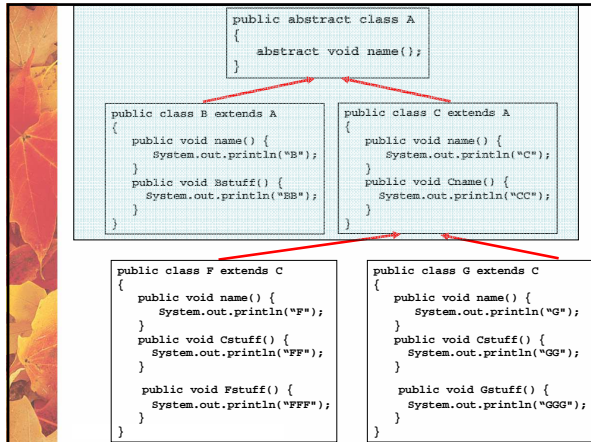 public abstract class A
{
abstract void name();
}
public class B extends A
{
public void name() {
System.out.println(“B");
}
public void Bstuff() {
System.out.println(“BB");
}
}
public class C extends A
{
public void name() {
System.out.println(“C");
}
public void Cname() {
System.out.println(“CC");
}
}
public class F extends C
{
public void name() {
System.out.println(“F");
}
public void Cstuff() {
System.out.println(“FF");
}
public void Fstuff() {
System.out.println(“FFF");
}
}
public class G extends C
{
public void name() {
System.out.println(“G");
}
public void Cstuff() {
System.out.println(“GG");
}
public void Gstuff() {
System.out.println(“GGG");
}
}